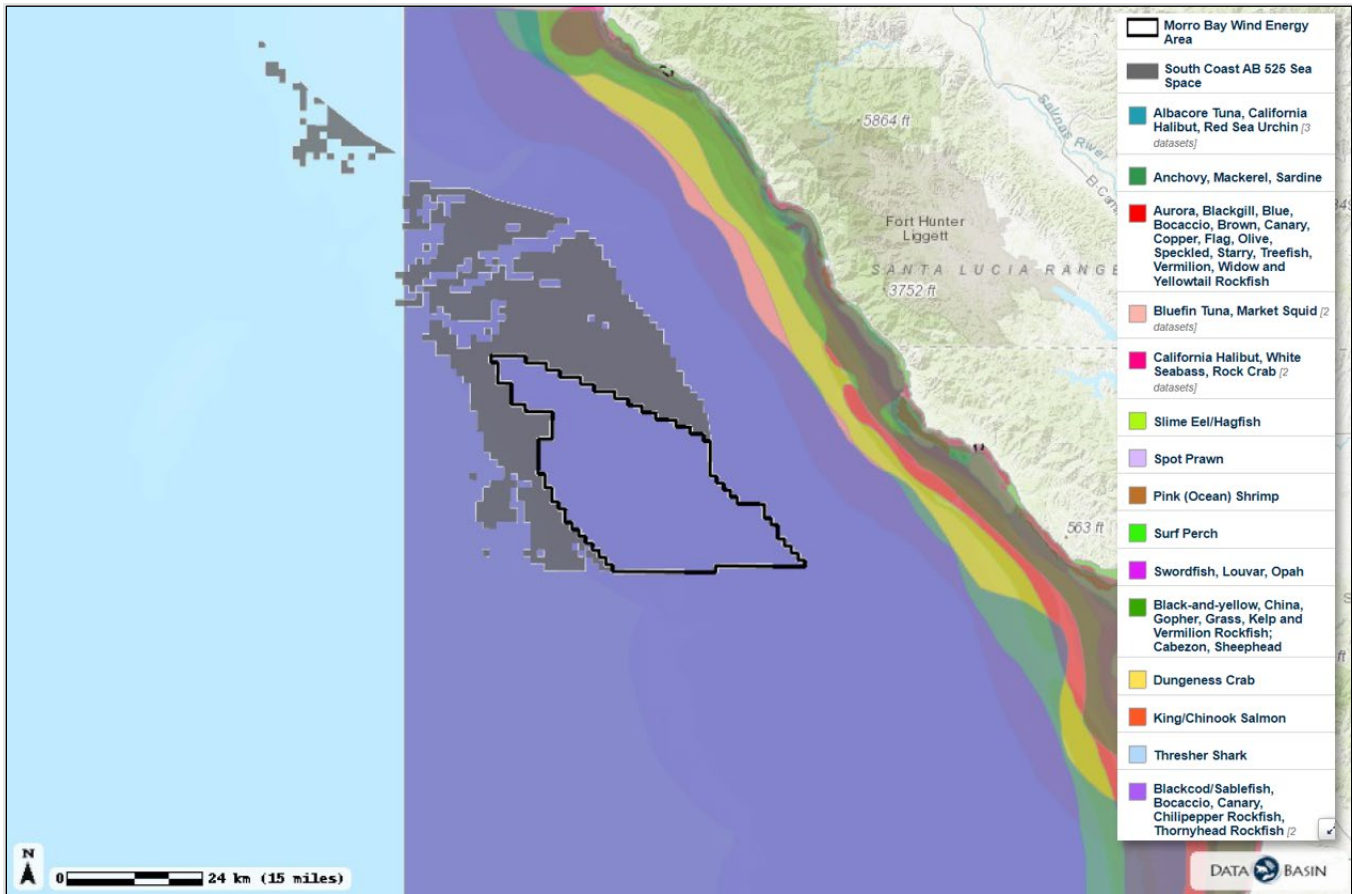 Morro Bay Wind Energy
Area
South Coast AB 525 Sea
Space
Albacore Tuna, California
Halibut, Red Sea Urchin [3
datasets]
Anchovy, Mackerel, Sardine
Aurora, Blackgill, Blue,
Bocaccio, Brown, Canary,
Copper, Flag, Olive,
Speckled, Starry, Treefish,
Vermilion, Widow and
Yellowtail Rockfish
Bluefin Tuna, Market Squid [2
datasets]
California Halibut, White
Seabass, Rock Crab [2
datasets]
Slime Eel/Hagfish
Spot Prawn
Pink (Ocean) Shrimp
Surf Perch
Swordfish, Louvar, Opah
Black-and-yellow, China,
Gopher, Grass, Kelp and
Vermilion Rockfish;
Cabezon, Sheephead
Dungeness Crab
King/Chinook Salmon
Thresher Shark
Blackcod/Sablefish,
Bocaccio, Canary,
Chilipepper Rockfish,
Thornyhead Rockfish [2
5864 ft
Salinas River
Fort Hunter
Liggett
SANTA LUCIA RANGE
3752 ft
563 ft
N
0 24 km (15 miles)
DATA BASIN